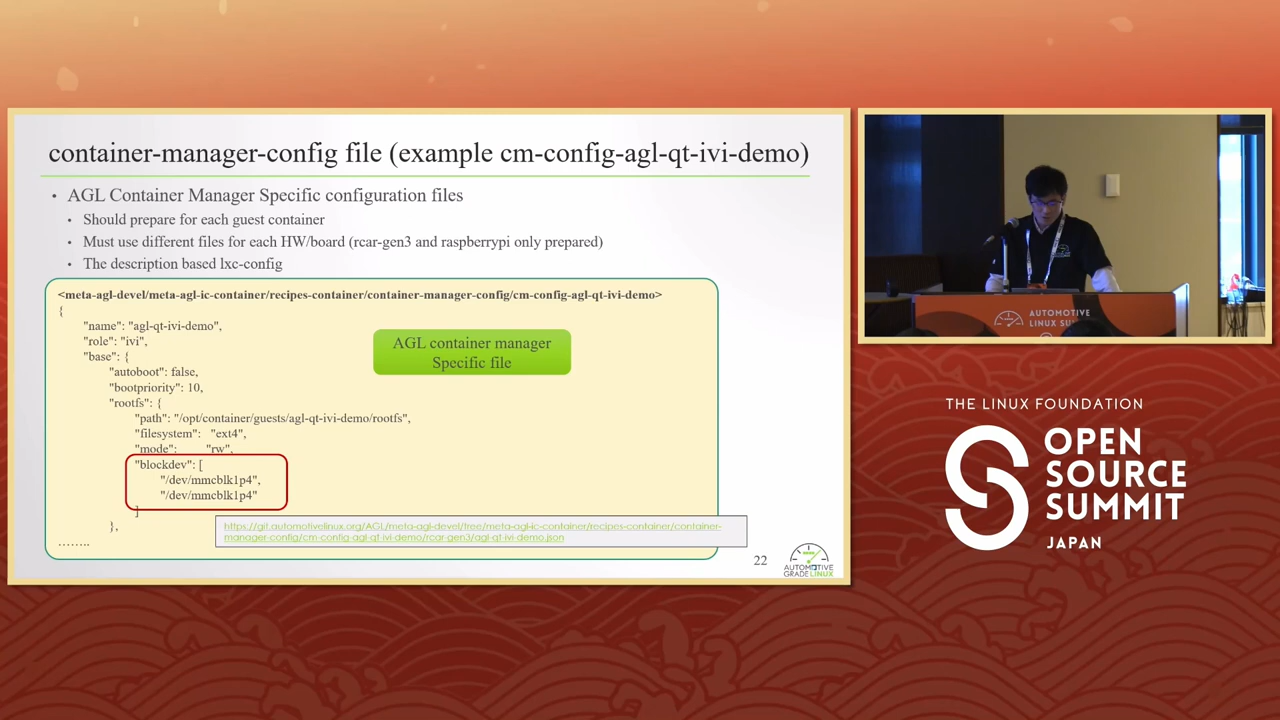 container-manager-config file (example cm-config-agl-qt-ivi-demo)
• AGL Container Manager Specific configuration files
• Should prepare for each guest container
• Must use different files for each HW/board (rcar-gen3 and raspberrypi only prepared)
• The description based lxc-config
<meta-agl-devel/meta-agl-ic-container/recipes-container/container-manager-config/cm-config-agl-qt-ivi-demo>
{
"name": "agl-qt-ivi-demo",
"role": "ivi",
"base": {
"autoboot": false,
"bootpriority": 10,
"rootfs": {
"path": "/opt/container/guests/agl-qt-ivi-demo/rootfs",
"filesystem": "ext4",
"mode": "rw",
"blockdev": [
"/dev/mmcblk1p4",
"/dev/mmcblk1p4"
]
},
........
AGL container manager
Specific file
https://git.automotivelinux.org/AGL/meta-agl-devel/tree/meta-agl-ic-container/recipes-container/container-
manager-config/cm-config-agl-qt-ivi-demo/rcar-gen3/agl-qt-ivi-demo.json
22
AUTOMOTIVE
GRADELINUX
AUTOMOTIVE
LINUX SU
THE LINUX FOUNDATION
OPEN
SOURCE
SUMMIT
JAPAN